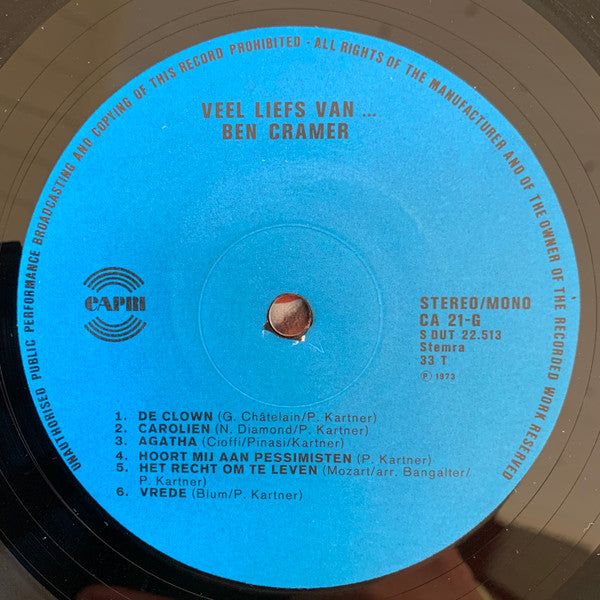 UNAUTHORISED PUBLIC PERFORMANCE BROADCASTING AND COPYING OF THIS RECORD PROHIBITED - ALL RIGHTS OF THE MANUFACTURER AND OF THE OWNER OF THE RECORDED WORK RESERVED
VEEL LIEFS VAN ...
BEN CRAMER
CAPRI
STEREO/MONO
CA 21-G
S DUT 22.513
Stemra
33 T
Ⓟ 1973
1. DE CLOWN (G. Châtelain/P. Kartner)
2. CAROLIEN (N. Diamond/P. Kartner)
3. AGATHA (Cioffi/Pinasi/Kartner)
4. HOORT MIJ AAN PESSIMISTEN (P. Kartner)
5. HET RECHT OM TE LEVEN (Mozart/arr. Bangalter/
P. Kartner)
6. VREDE (Blum/P. Kartner)